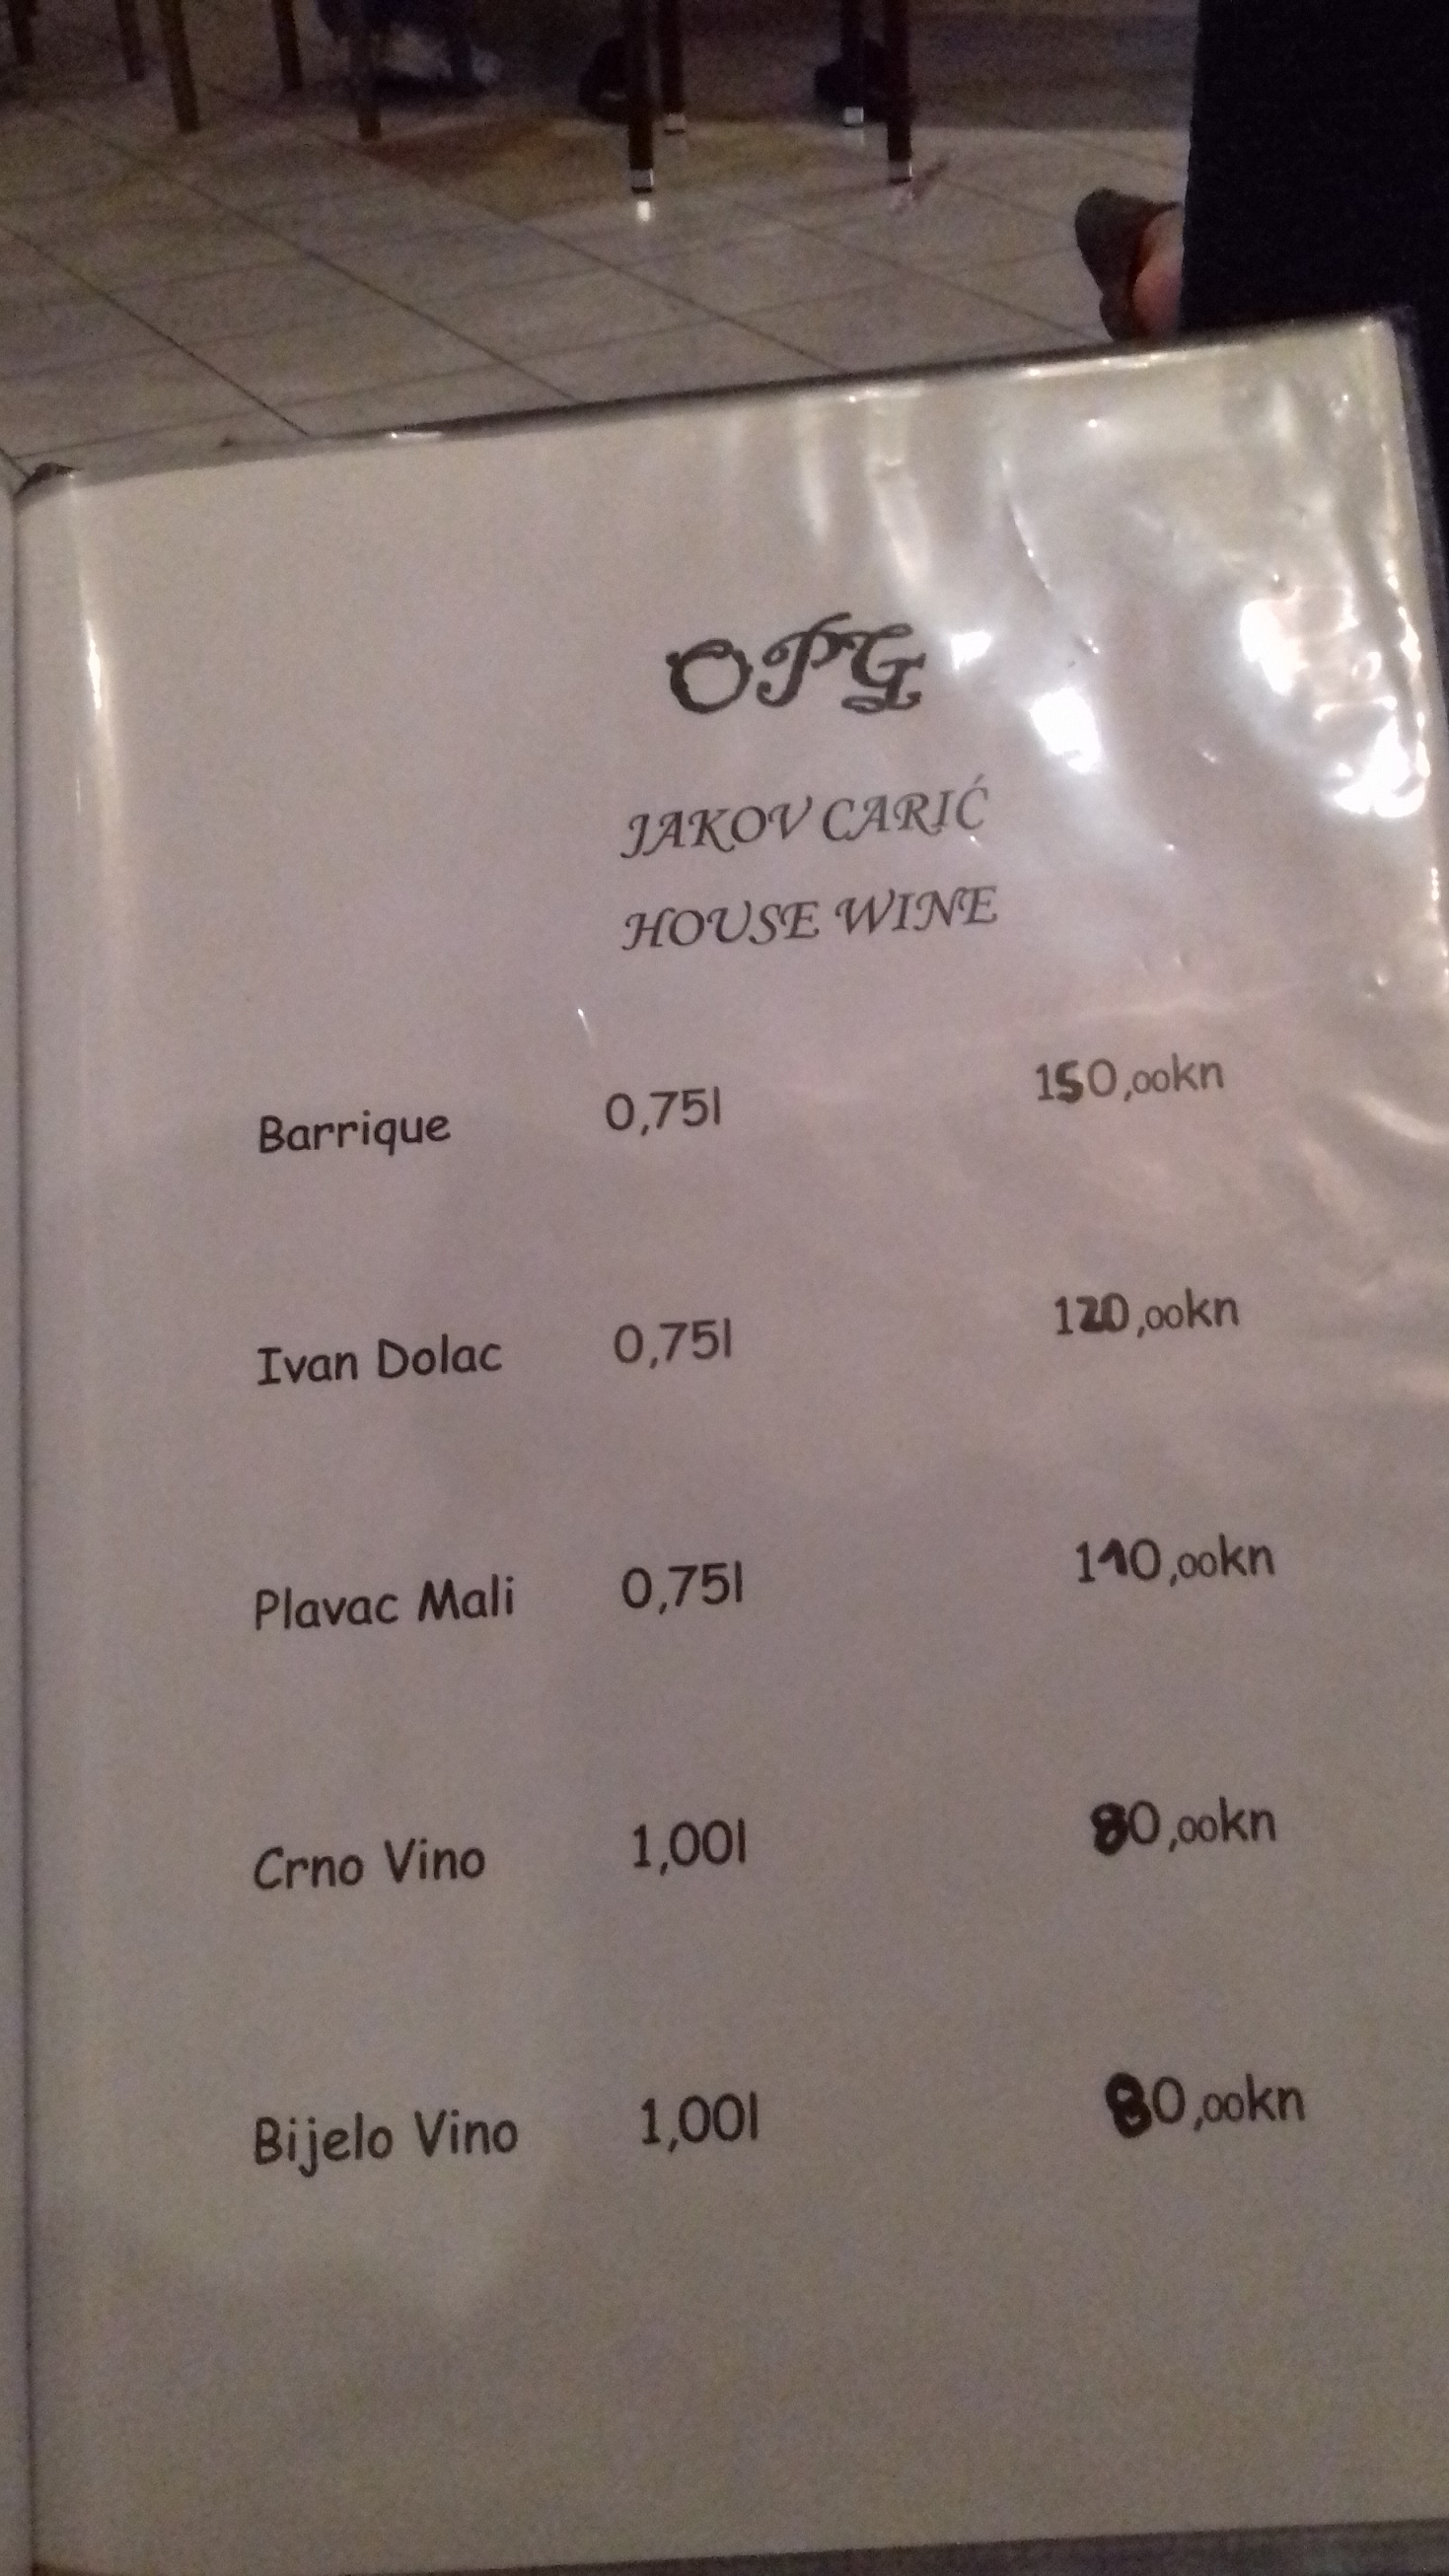 OPG
JAKOV CARIĆ
HOUSE WINE
Barrique 0,75l 150,00kn
Ivan Dolac 0,75l 120,00kn
Plavac Mali 0,75l 110,00kn
Crno Vino 1,00l 80,00kn
Bijelo Vino 1,00l 80,00kn